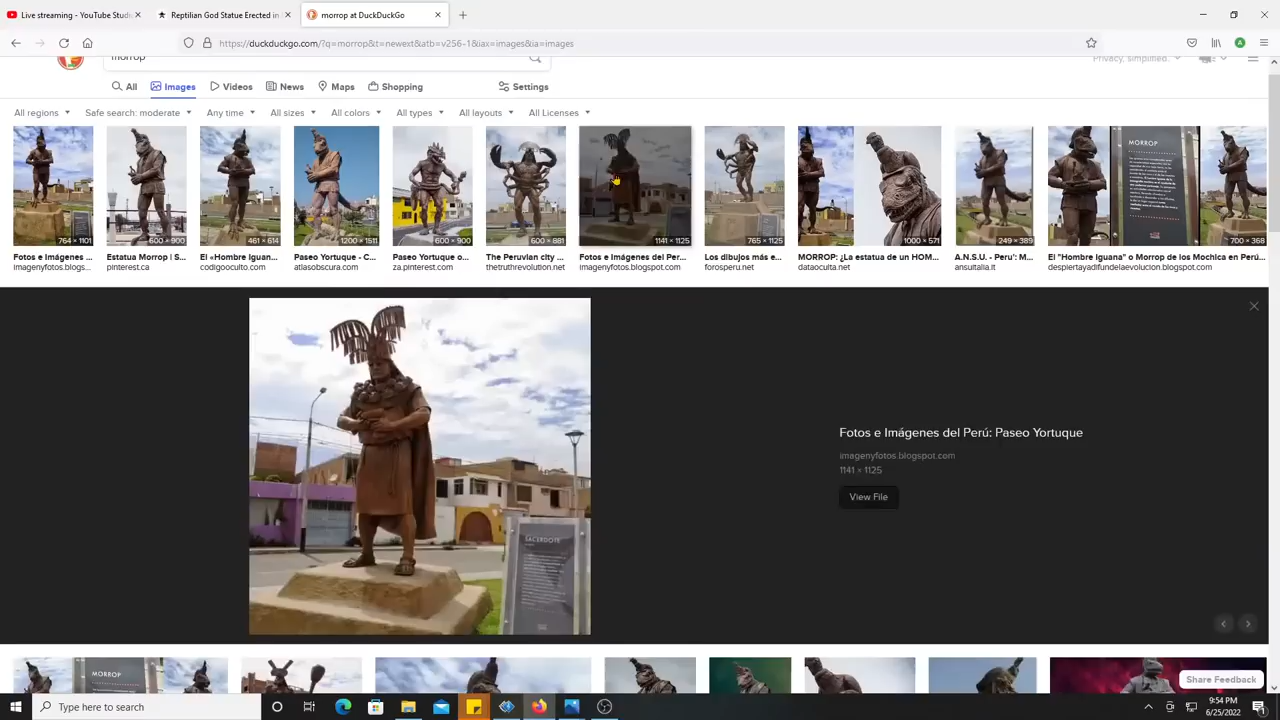 Live streaming - YouTube Studi
Reptilian God Statue Erected in
morrop at DuckDuckGo
https://duckduckgo.com/?q=morrop&t=newext&atb=v256-1&iax=images&ia=images
morrop
Privacy, simplified.
All
Images
Videos
News
Maps
Shopping
Settings
All regions
Safe search: moderate
Any time
All sizes
All colors
All types
All layouts
All Licenses
764 × 1101
600 × 900
461 × 614
1200 × 1511
600 × 900
600 × 881
1141 × 1125
765 × 1125
1000 × 571
249 × 389
MORROP
700 × 368
Fotos e Imágenes ...
Estatua Morrop | S...
El «Hombre Iguan...
Paseo Yortuque - C...
Paseo Yortuque o...
The Peruvian city ...
Fotos e Imágenes del Per...
Los dibujos más e...
MORROP: ¿La estatua de un HOM...
A.N.S.U. - Peru': M...
El "Hombre Iguana" o Morrop de los Mochica en Perú...
imagenyfotos.blogs...
pinterest.ca
codigooculto.com
atlasobscura.com
za.pinterest.com
thetruthrevolution.net
imagenyfotos.blogspot.com
forosperu.net
dataoculta.net
ansuitalia.it
despiertayadifundelaevolucion.blogspot.com
SACERDOTE
Fotos e Imágenes del Perú: Paseo Yortuque
imagenyfotos.blogspot.com
1141 × 1125
View File
MORROP
Share Feedback
Type here to search
9:54 PM
6/25/2022